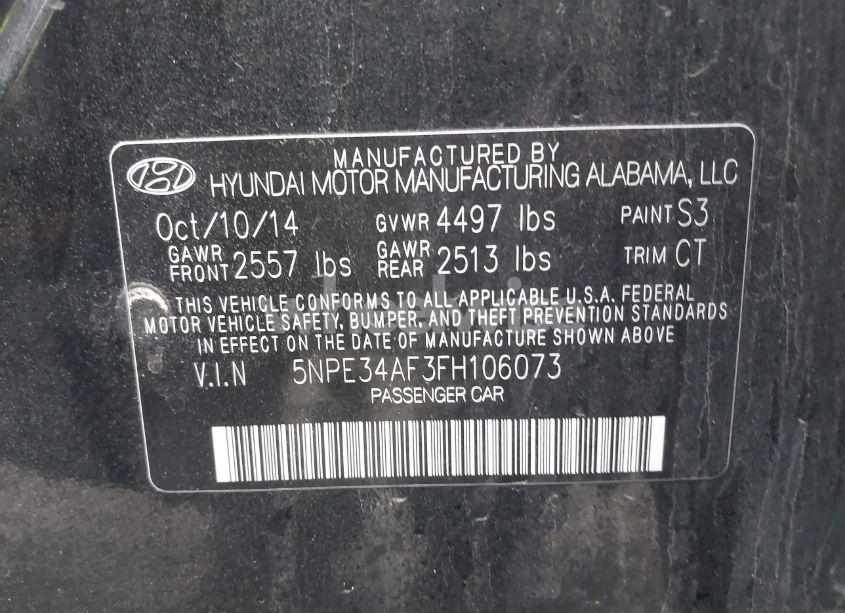 MANUFACTURED BY
HYUNDAI MOTOR MANUFACTURING ALABAMA, LLC
Oct/10/14 GVWR 4497 lbs PAINT S3
GAWR FRONT 2557 lbs GAWR REAR 2513 lbs TRIM CT
THIS VEHICLE CONFORMS TO ALL APPLICABLE U.S.A. FEDERAL
MOTOR VEHICLE SAFETY, BUMPER, AND THEFT PREVENTION STANDARDS
IN EFFECT ON THE DATE OF MANUFACTURE SHOWN ABOVE
V.I.N 5NPE34AF3FH106073
PASSENGER CAR